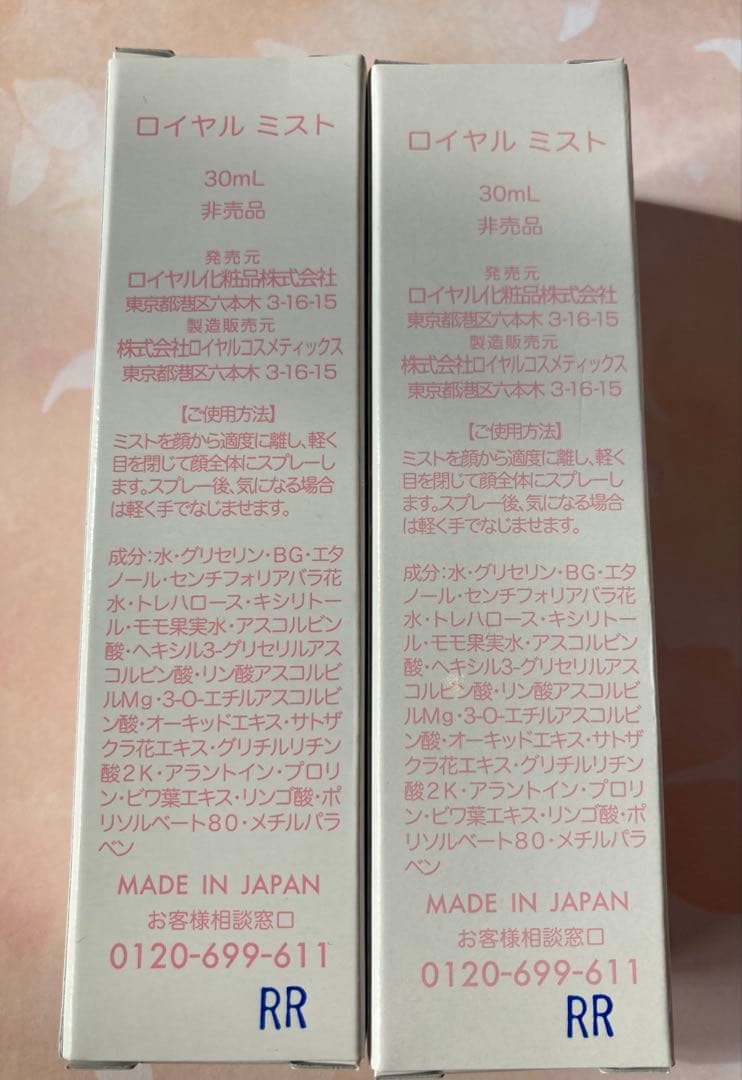 ロイヤル ミスト
30mL
非売品
発売元
ロイヤル化粧品株式会社
東京都港区六本木 3-16-15
製造販売元
株式会社ロイヤルコスメティックス
東京都港区六本木 3-16-15
【ご使用方法】
ミストを顔から適度に離し、軽く
目を閉じて顔全体にスプレーし
ます。スプレー後、気になる場合
は軽く手でなじませます。
成分：水・グリセリン・BG・エタ
ノール・センチフォリアバラ花
水・トレハロース・キシリトー
ル・モモ果実水・アスコルビン
酸・ヘキシル3-グリセリルアス
コルビン酸・リン酸アスコルビ
ルMg・3-O-エチルアスコルビ
ン酸・オーキッドエキス・サトザ
クラ花エキス・グリチルリチン
酸2K・アラントイン・プロリ
ン・ビワ葉エキス・リンゴ酸・ポ
リソルベート80・メチルパラ
ベン
MADE IN JAPAN
お客様相談窓口
0120-699-611
RR
ロイヤル ミスト
30mL
非売品
発売元
ロイヤル化粧品株式会社
東京都港区六本木 3-16-15
製造販売元
株式会社ロイヤルコスメティックス
東京都港区六本木 3-16-15
【ご使用方法】
ミストを顔から適度に離し、軽く
目を閉じて顔全体にスプレーし
ます。スプレー後、気になる場合
は軽く手でなじませます。
成分：水・グリセリン・BG・エタ
ノール・センチフォリアバラ花
水・トレハロース・キシリトー
ル・モモ果実水・アスコルビン
酸・ヘキシル3-グリセリルアス
コルビン酸・リン酸アスコルビ
ルMg・3-O-エチルアスコルビ
ン酸・オーキッドエキス・サトザ
クラ花エキス・グリチルリチン
酸2K・アラントイン・プロリ
ン・ビワ葉エキス・リンゴ酸・ポ
リソルベート80・メチルパラ
ベン
MADE IN JAPAN
お客様相談窓口
0120-699-611
RR